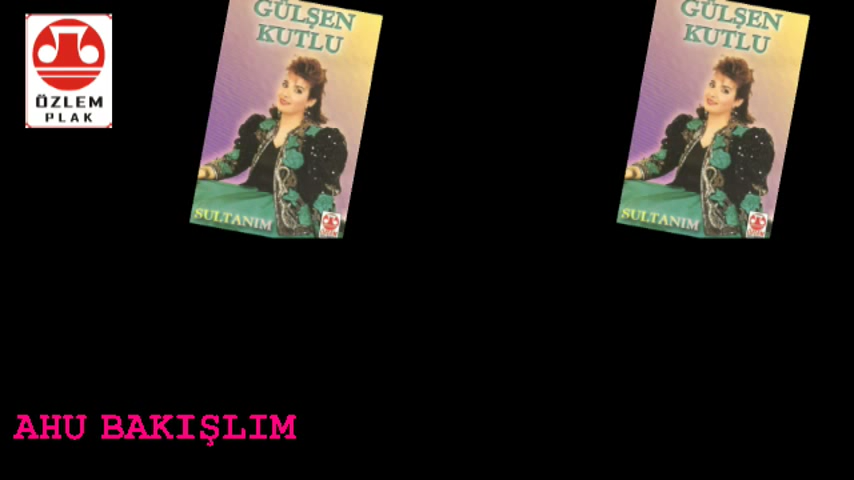 ÖZLEM
PLAK
GÜLŞEN
KUTLU
SULTANIM
GÜLŞEN
KUTLU
SULTANIM
AHU BAKIŞLIM